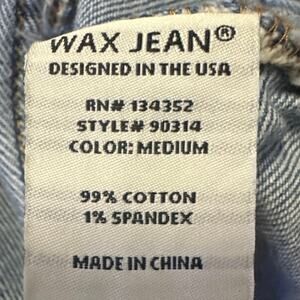 WAX JEAN®
DESIGNED IN THE USA
RN# 134352
STYLE# 90314
COLOR: MEDIUM
99% COTTON
1% SPANDEX
MADE IN CHINA